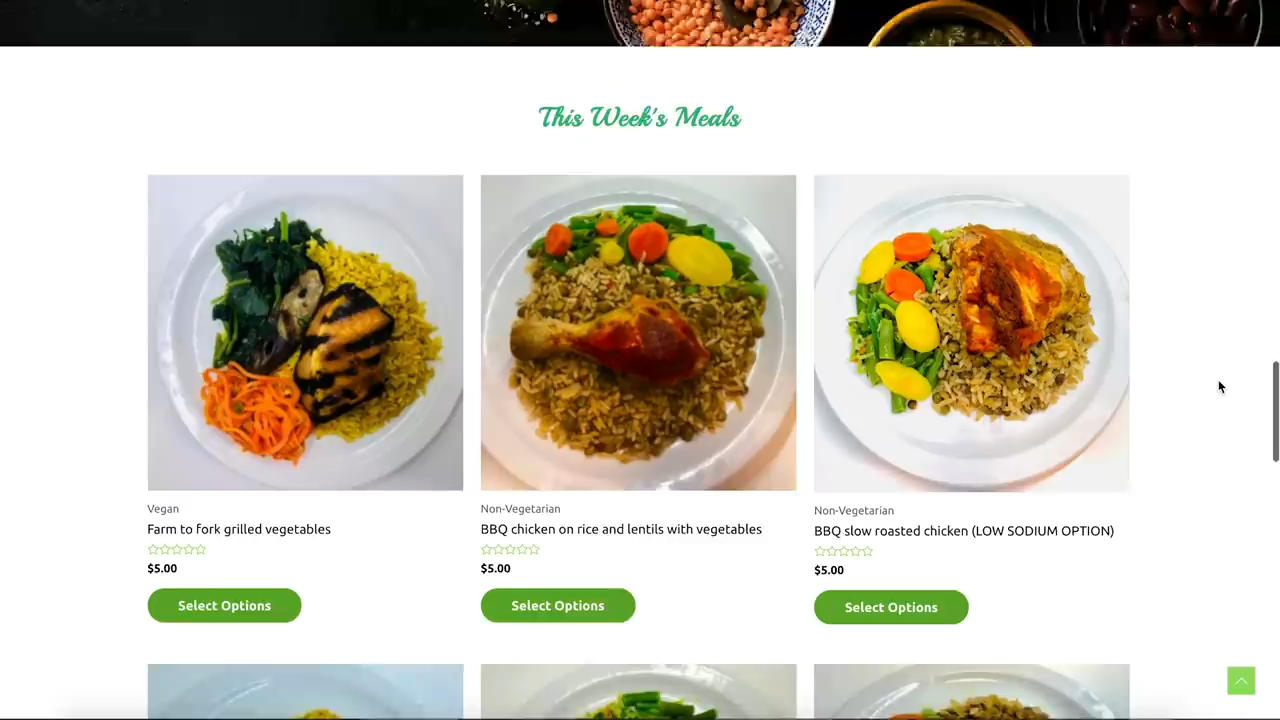 This Week's Meals
Vegan
Farm to fork grilled vegetables
$5.00
Select Options
Non-Vegetarian
BBQ chicken on rice and lentils with vegetables
$5.00
Select Options
Non-Vegetarian
BBQ slow roasted chicken (LOW SODIUM OPTION)
$5.00
Select Options